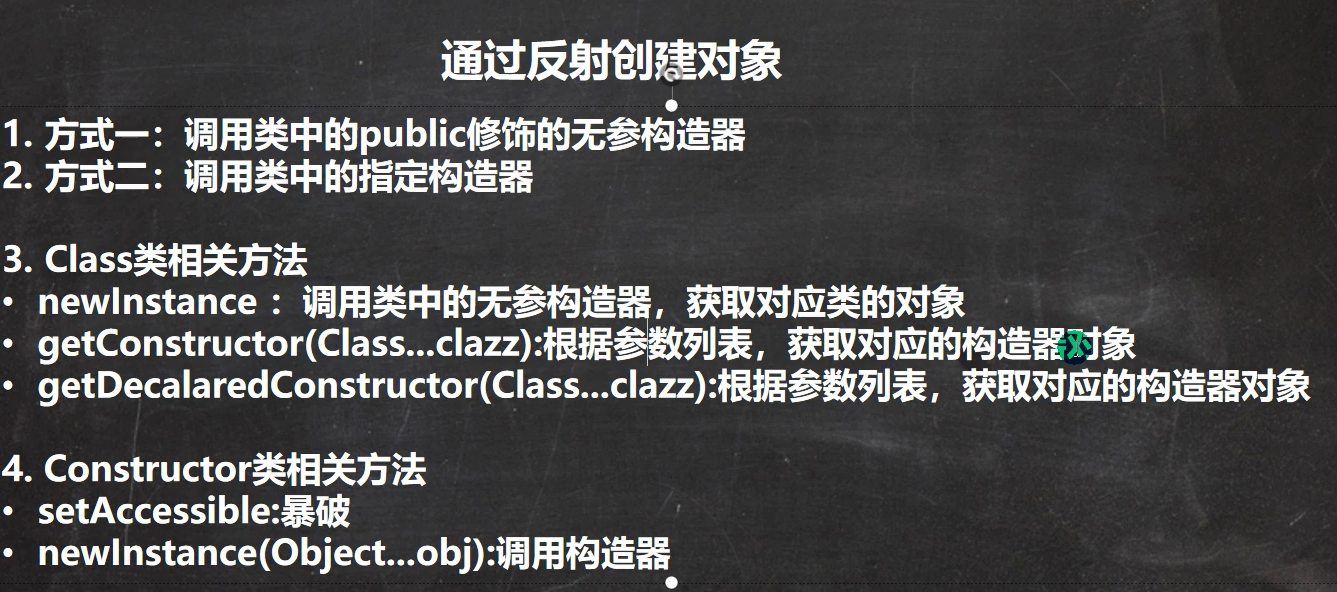 通过反射创建对象
1. 方式一：调用类中的public修饰的无参构造器
2. 方式二：调用类中的指定构造器
3. Class类相关方法
• newInstance ：调用类中的无参构造器，获取对应类的对象
• getConstructor(Class...clazz):根据参数列表，获取对应的构造器对象
• getDecalaredConstructor(Class...clazz):根据参数列表，获取对应的构造器对象
4. Constructor类相关方法
• setAccessible:暴破
• newInstance(Object...obj):调用构造器